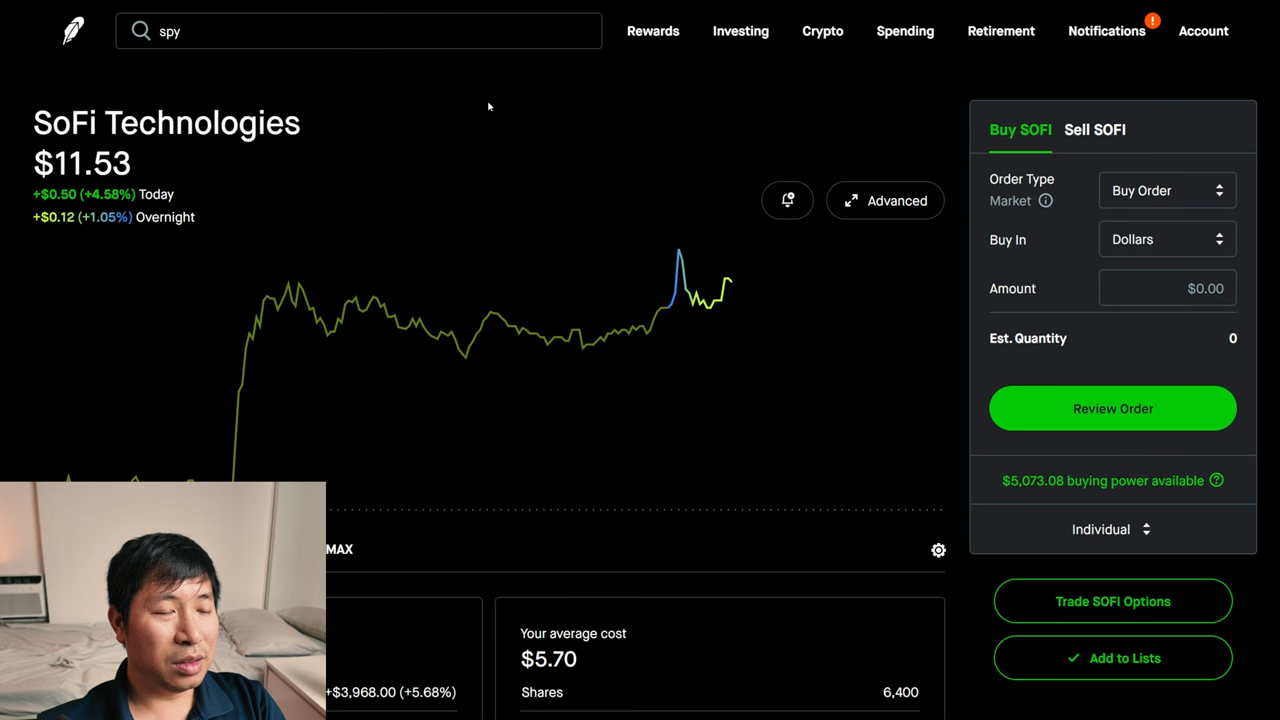 spy
Rewards
Investing
Crypto
Spending
Retirement
Notifications
!
Account
SoFi Technologies
$11.53
+$0.50 (+4.58%) Today
+$0.12 (+1.05%) Overnight
Advanced
Buy SOFI
Sell SOFI
Order Type
Market
Buy Order
Buy In
Dollars
Amount
$0.00
Est. Quantity
0
Review Order
$5,073.08 buying power available
Individual
Trade SOFI Options
Add to Lists
MAX
Your average cost
$5.70
Shares
6,400
+$3,968.00 (+5.68%)